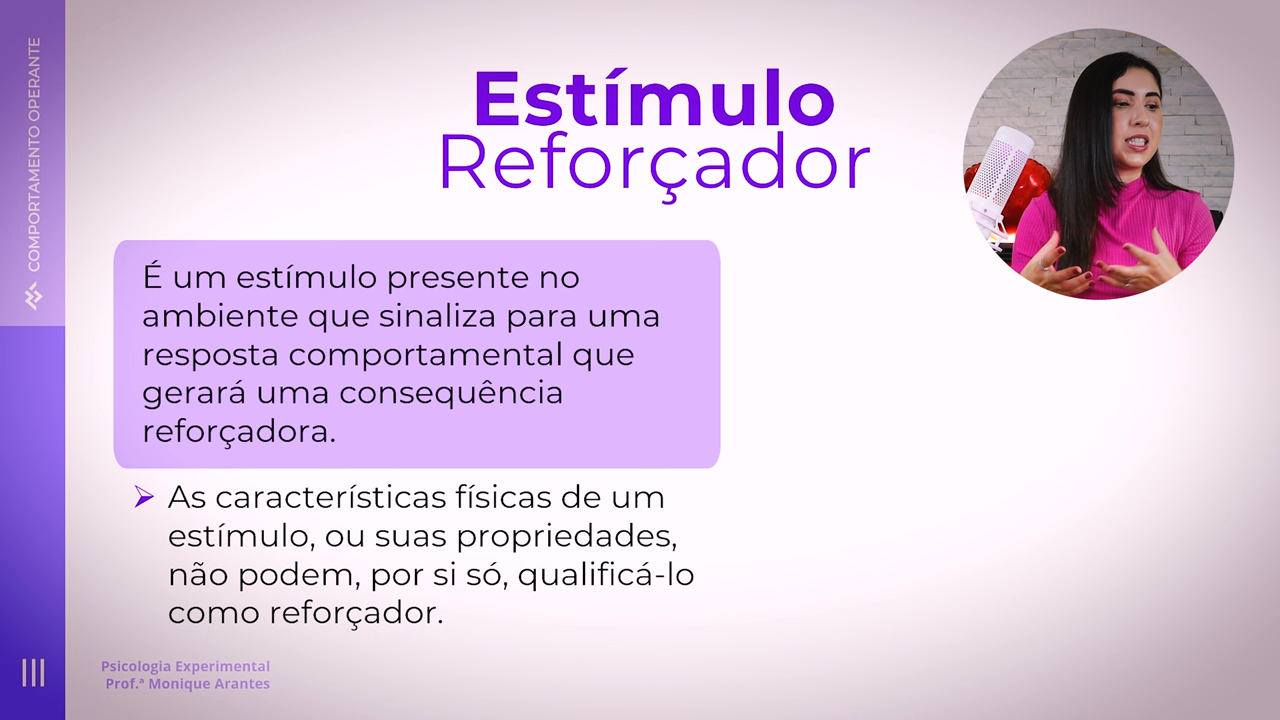 COMPORTAMENTO OPERANTE
Estímulo
Reforçador
É um estímulo presente no
ambiente que sinaliza para uma
resposta comportamental que
gerará uma consequência
reforçadora.
As características físicas de um
estímulo, ou suas propriedades,
não podem, por si só, qualificá-lo
como reforçador.
Psicologia Experimental
Prof.ª Monique Arantes